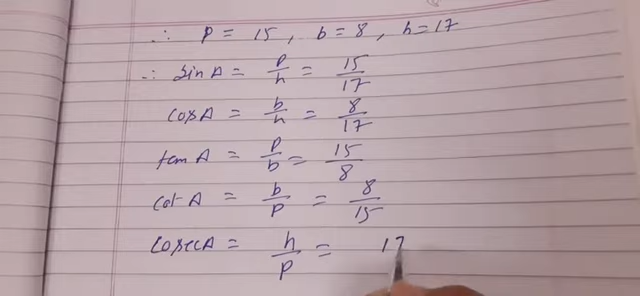 ∴ P = 15, b = 8, h = 17
∴ sin A = P/h = 15/17
cos A = b/h = 8/17
tan A = P/b = 15/8
cot A = b/P = 8/15
cosec A = h/P = 17